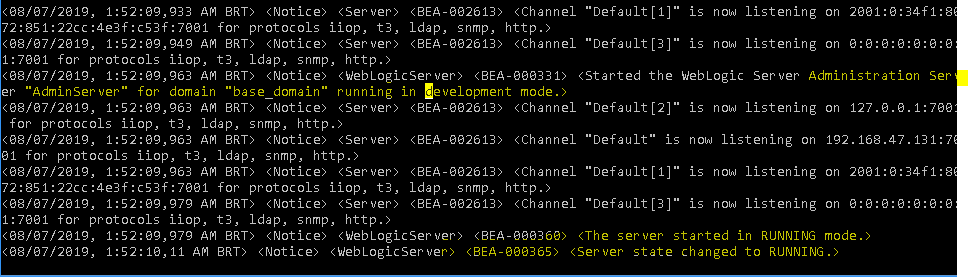 <08/07/2019, 1:52:09,933 AM BRT> <Notice> <Server> <BEA-002613> <Channel "Default[1]" is now listening on 2001:0:34f1:80
72:851:22cc:4e3f:c53f:7001 for protocols iiop, t3, ldap, snmp, http.>
<08/07/2019, 1:52:09,949 AM BRT> <Notice> <Server> <BEA-002613> <Channel "Default[3]" is now listening on 0:0:0:0:0:0:0:
1:7001 for protocols iiop, t3, ldap, snmp, http.>
<08/07/2019, 1:52:09,963 AM BRT> <Notice> <WebLogicServer> <BEA-000331> <Started the WebLogic Server Administration Serv
er "AdminServer" for domain "base_domain" running in development mode.>
<08/07/2019, 1:52:09,963 AM BRT> <Notice> <Server> <BEA-002613> <Channel "Default[2]" is now listening on 127.0.0.1:7001
 for protocols iiop, t3, ldap, snmp, http.>
<08/07/2019, 1:52:09,963 AM BRT> <Notice> <Server> <BEA-002613> <Channel "Default" is now listening on 192.168.47.131:70
01 for protocols iiop, t3, ldap, snmp, http.>
<08/07/2019, 1:52:09,963 AM BRT> <Notice> <Server> <BEA-002613> <Channel "Default[1]" is now listening on 2001:0:34f1:80
72:851:22cc:4e3f:c53f:7001 for protocols iiop, t3, ldap, snmp, http.>
<08/07/2019, 1:52:09,979 AM BRT> <Notice> <Server> <BEA-002613> <Channel "Default[3]" is now listening on 0:0:0:0:0:0:0:
1:7001 for protocols iiop, t3, ldap, snmp, http.>
<08/07/2019, 1:52:09,979 AM BRT> <Notice> <WebLogicServer> <BEA-000360> <The server started in RUNNING mode.>
<08/07/2019, 1:52:10,11 AM BRT> <Notice> <WebLogicServer> <BEA-000365> <Server state changed to RUNNING.>